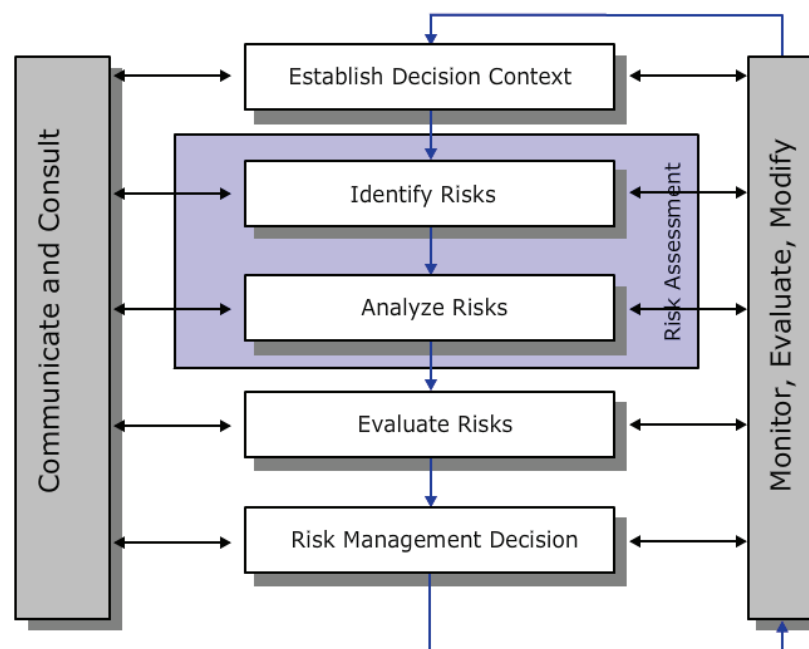 Establish Decision Context
Communicate and Consult
Identify Risks
Risk Assessment
Analyze Risks
Monitor, Evaluate, Modify
Evaluate Risks
Risk Management Decision